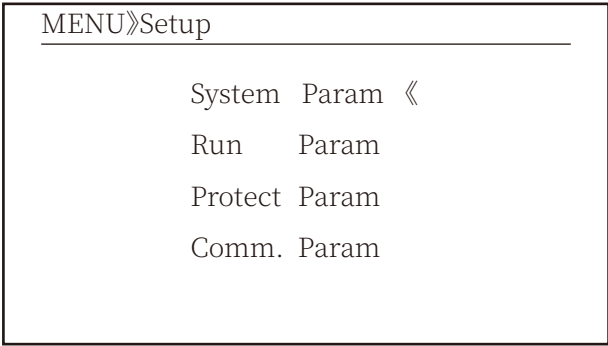 MENU》Setup
System Param 《
Run Param
Protect Param
Comm. Param